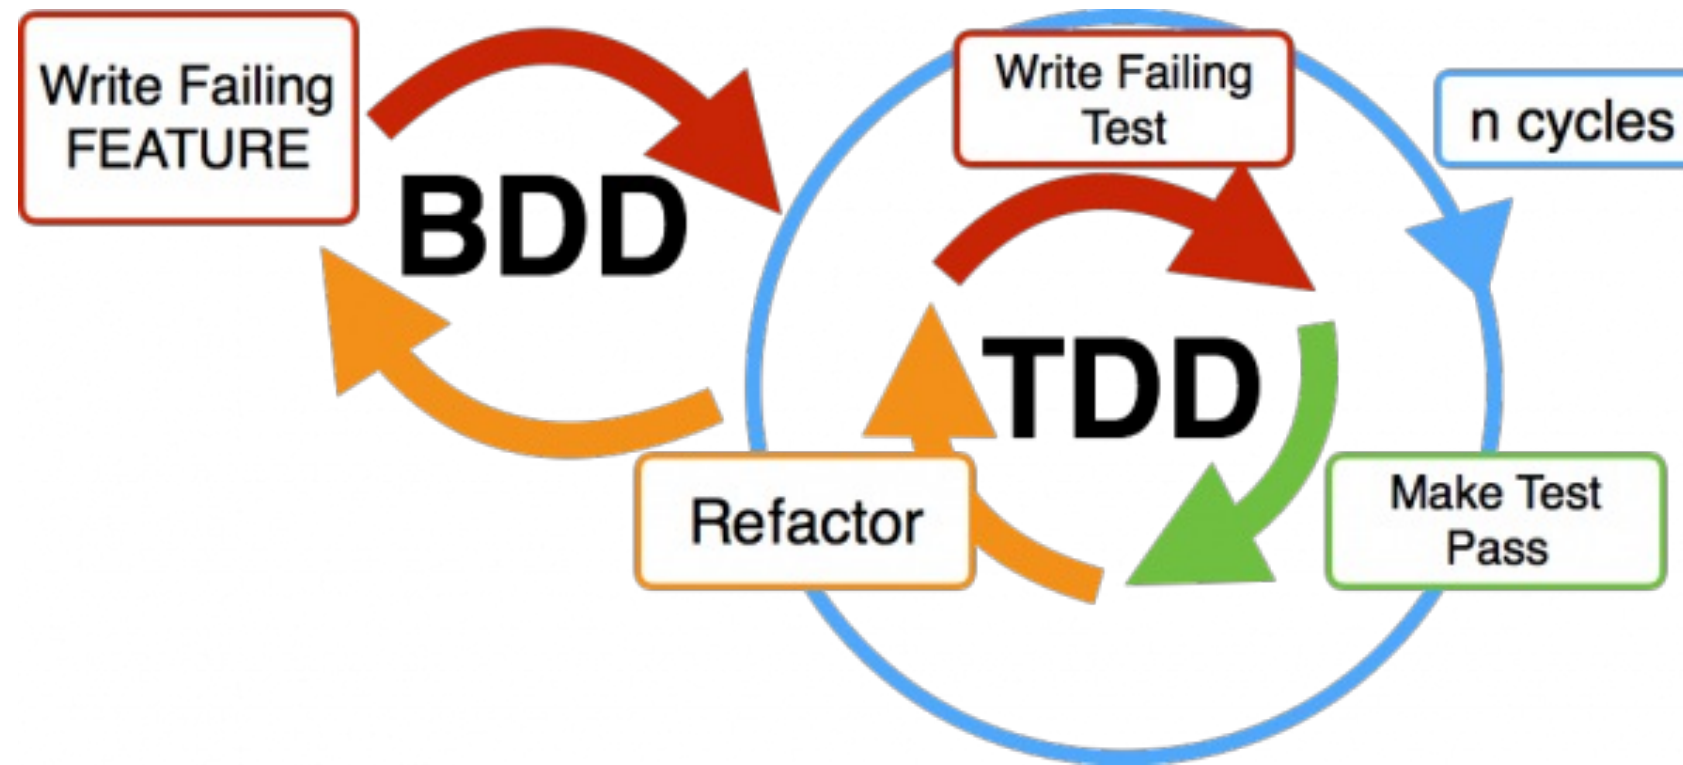 Write Failing
FEATURE
BDD
Write Failing
Test
n cycles
TDD
Refactor
Make Test
Pass